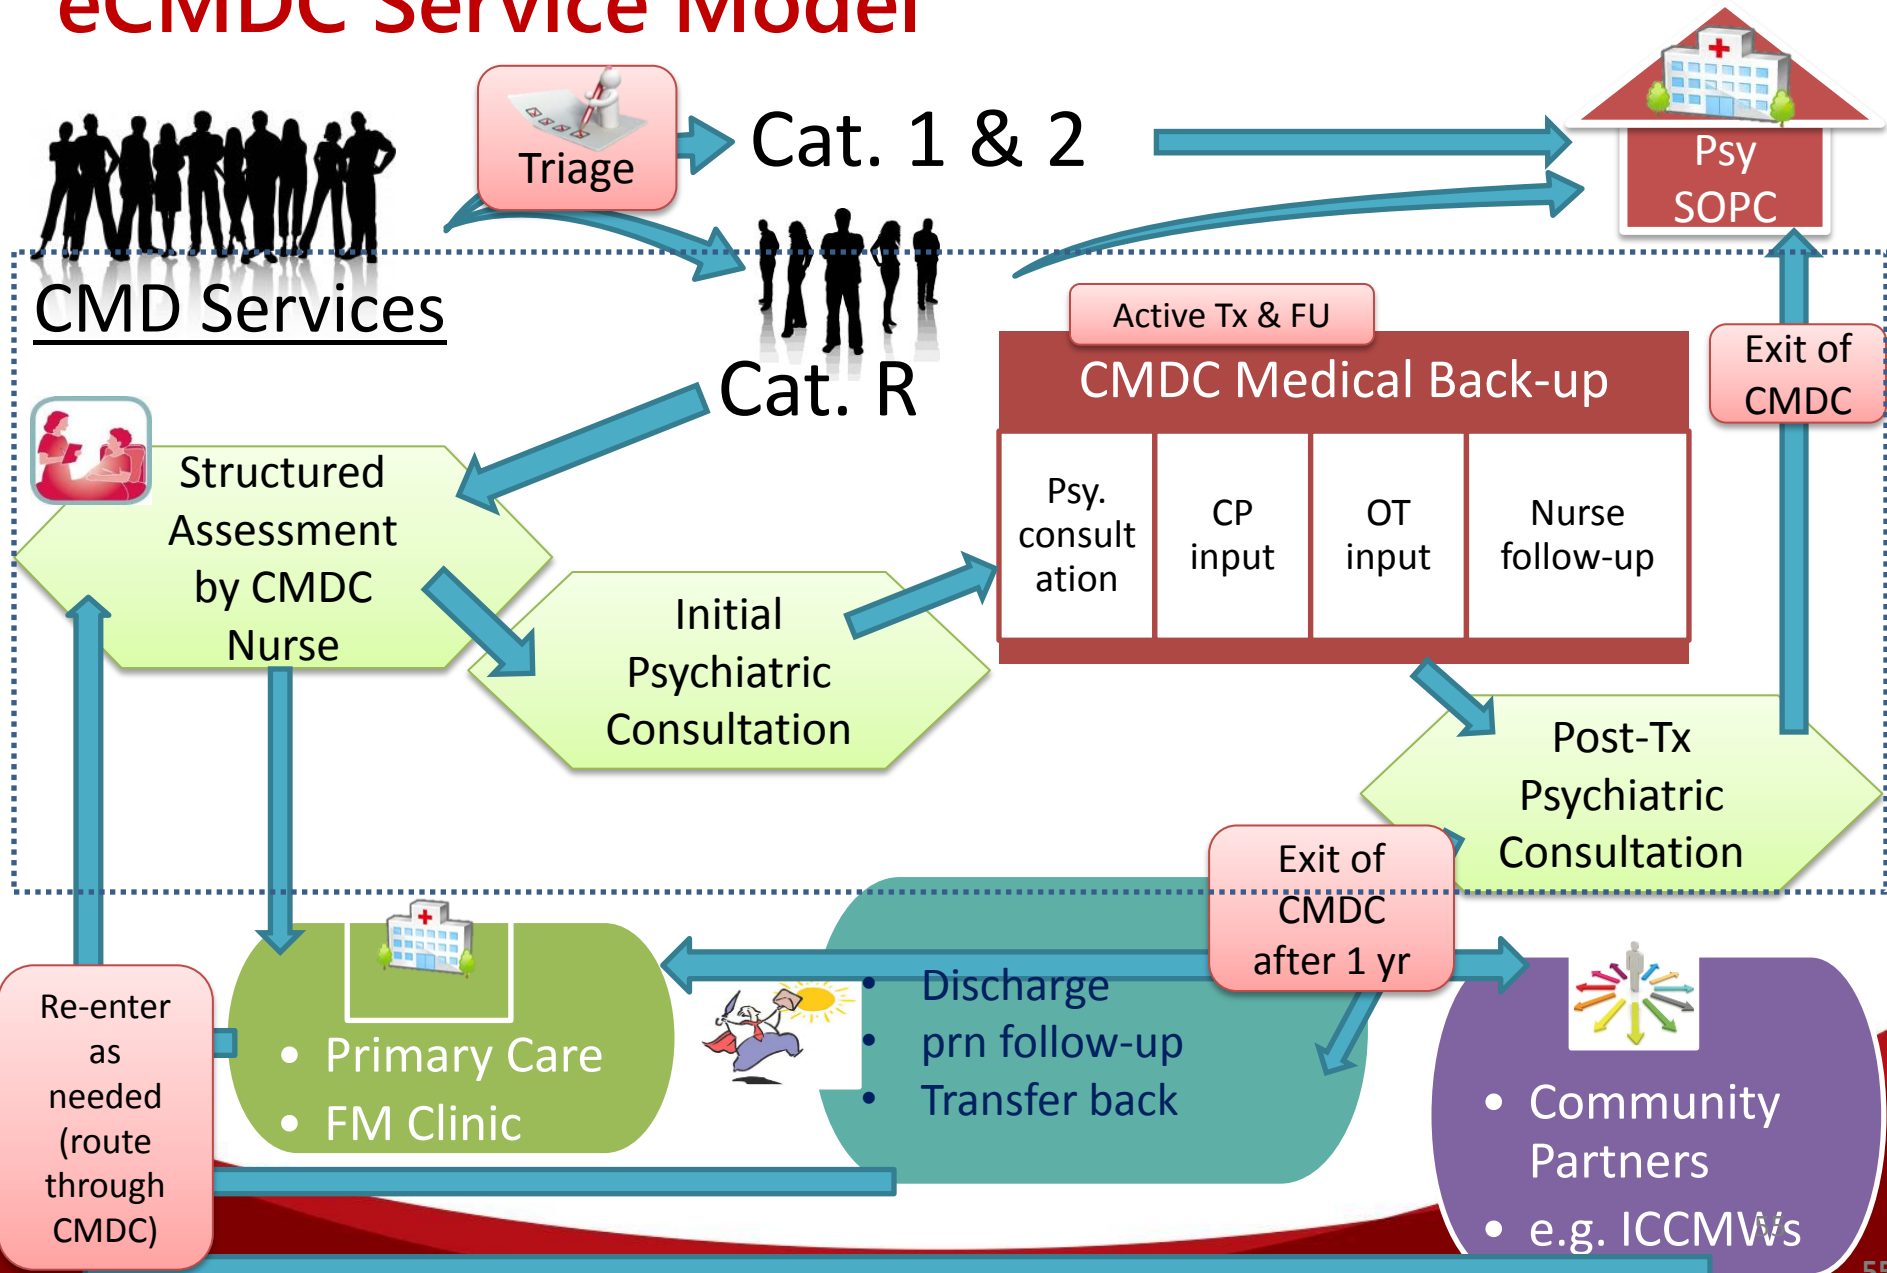 eCMDC Service Model
Triage
Cat. 1 & 2
Psy
SOPC
CMD Services
Cat. R
Active Tx & FU
CMDC Medical Back-up
Psy.
consult
ation
CP
input
OT
input
Nurse
follow-up
Exit of
CMDC
Structured
Assessment
by CMDC
Nurse
Initial
Psychiatric
Consultation
Post-Tx
Psychiatric
Consultation
Exit of
CMDC
after 1 yr
Re-enter
as
needed
(route
through
CMDC)
• Primary Care
• FM Clinic
• Discharge
• prn follow-up
• Transfer back
• Community
Partners
• e.g. ICCMWs
55
55